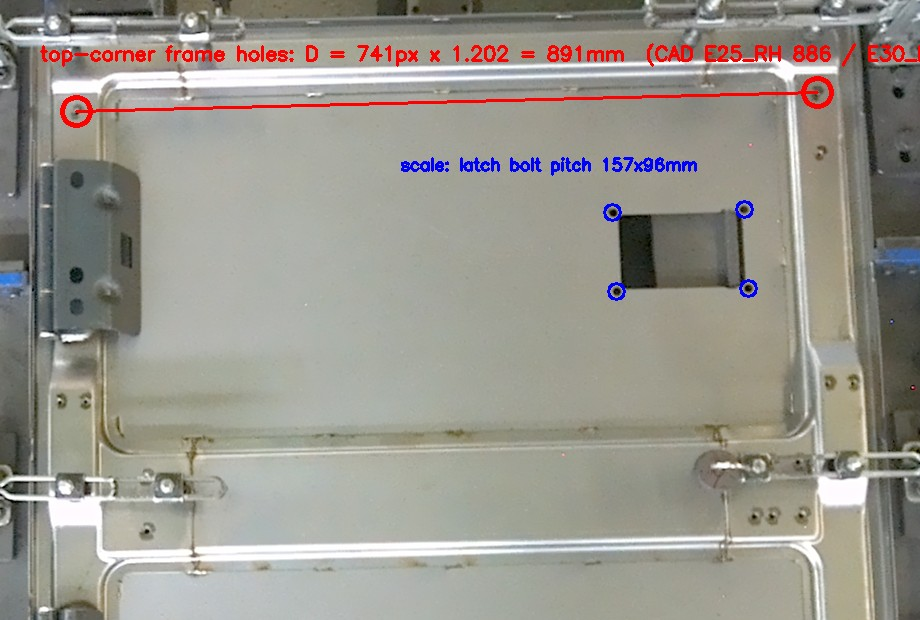 top-corner frame holes: D = 741px x 1.202 = 891mm (CAD E25_RH 886 / E30_
scale: latch bolt pitch 157x96mm